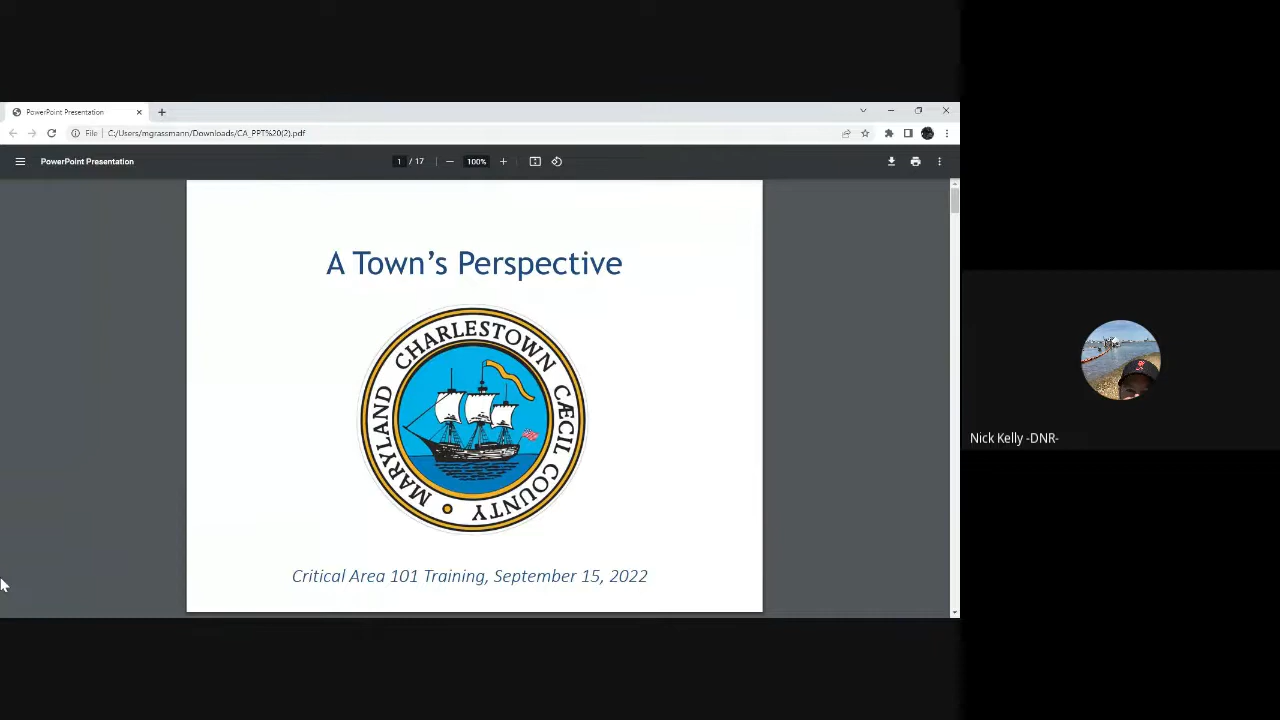 PowerPoint Presentation
File
C:/Users/mgrassmann/Downloads/CA_PPT%20(2).pdf
PowerPoint Presentation
1 / 17
100%
A Town's Perspective
CHARLESTOWN CÆCIL COUNTY
MARYLAND
Critical Area 101 Training, September 15, 2022
Nick Kelly -DNR-